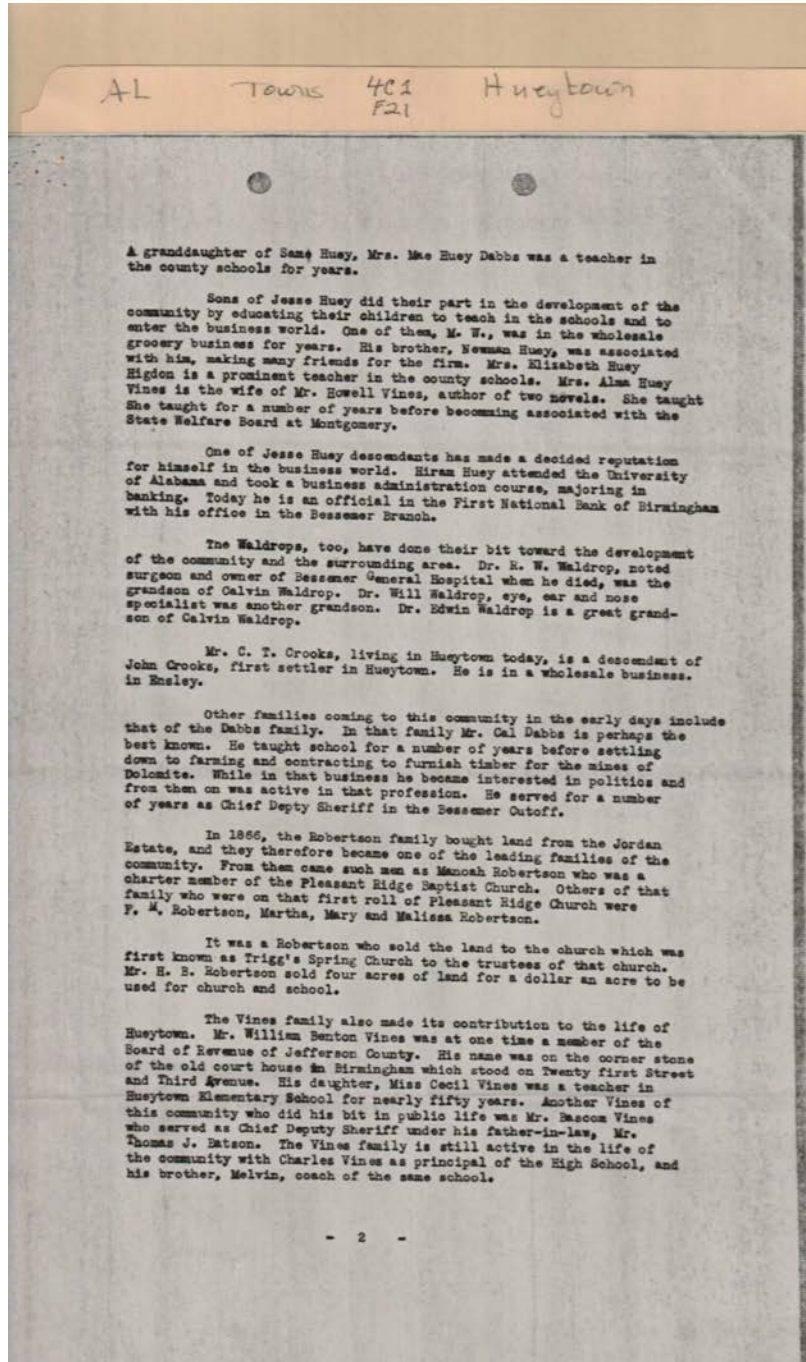 AL Towns 4C1 Hueytown
F21
A granddaughter of Same Huey, Mrs. Mae Huey Dabbs was a teacher in
the county schools for years.
Sons of Jesse Huey did their part in the development of the
community by educating their children to teach in the schools and to
enter the business world. One of them, M. W., was in the wholesale
grocery business for years. His brother, Newman Huey, was associated
with him, making many friends for the firm. Mrs. Elizabeth Huey
Higdon is a prominent teacher in the county schools. Mrs. Alma Huey
Vines is the wife of Mr. Howell Vines, author of two novels. She taught
She taught for a number of years before becomming associated with the
State Welfare Board at Montgomery.
One of Jesse Huey descendants has made a decided reputation
for himself in the business world. Hiram Huey attended the University
of Alabama and took a business administration course, majoring in
banking. Today he is an official in the First National Bank of Birmingham
with his office in the Bessemer Branch.
The Waldrops, too, have done their bit toward the development
of the community and the surrounding area. Dr. R. W. Waldrop, noted
surgeon and owner of Bessemer General Hospital when he died, was the
grandson of Calvin Waldrop. Dr. Will Waldrop, eye, ear and nose
specialist was another grandson. Dr. Edwin Waldrop is a great grand-
son of Calvin Waldrop.
Mr. C. T. Crooks, living in Hueytown today, is a descendant of
John Crooks, first settler in Hueytown. He is in a wholesale business.
in Ensley.
Other families coming to this community in the early days include
that of the Dabbs family. In that family Mr. Cal Dabbs is perhaps the
best known. He taught school for a number of years before settling
down to farming and contracting to furnish timber for the mines of
Dolomite. While in that business he became interested in politics and
from then on was active in that profession. He served for a number
of years as Chief Depty Sheriff in the Bessemer Cutoff.
In 1866, the Robertson family bought land from the Jordan
Estate, and they therefore became one of the leading families of the
community. From them came such men as Manoah Robertson who was a
charter member of the Pleasant Ridge Baptist Church. Others of that
family who were on that first roll of Pleasant Ridge Church were
F. M. Robertson, Martha, Mary and Malissa Robertson.
It was a Robertson who sold the land to the church which was
first known as Trigg's Spring Church to the trustees of that church.
Mr. H. B. Robertson sold four acres of land for a dollar an acre to be
used for church and school.
The Vines family also made its contribution to the life of
Hueytown. Mr. William Benton Vines was at one time a member of the
Board of Revenue of Jefferson County. His name was on the corner stone
of the old court house in Birmingham which stood on Twenty first Street
and Third Avenue. His daughter, Miss Cecil Vines was a teacher in
Hueytown Elementary School for nearly fifty years. Another Vines of
this community who did his bit in public life was Mr. Bascom Vines
who served as Chief Deputy Sheriff under his father-in-law, Mr.
Thomas J. Batson. The Vines family is still active in the life of
the community with Charles Vines as principal of the High School, and
his brother, Melvin, coach of the same school.
- 2 -